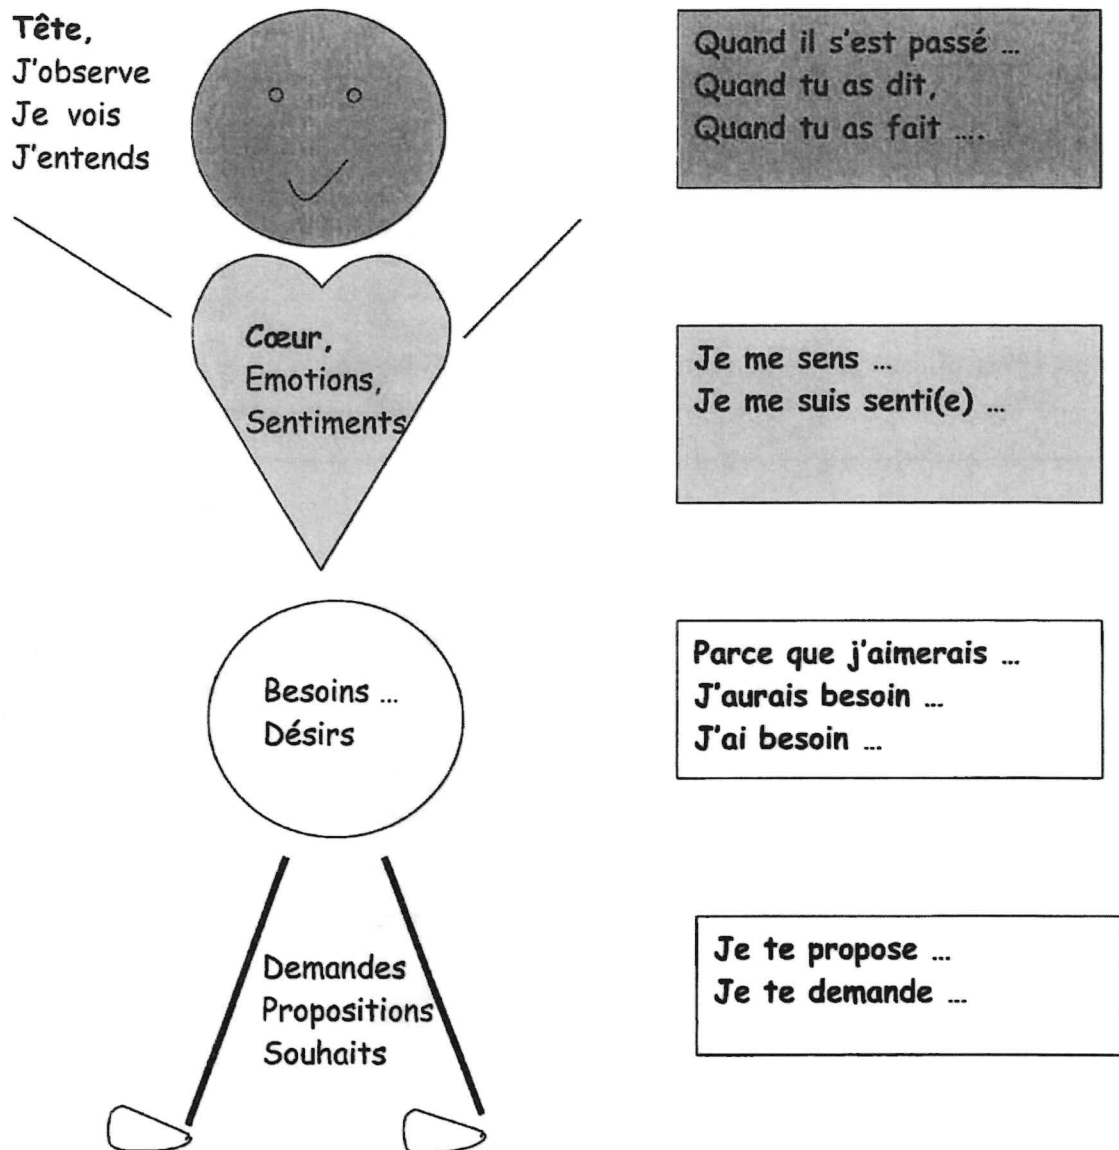 Tête,
J'observe
Je vois
J'entends
Quand il s'est passé ...
Quand tu as dit,
Quand tu as fait ....
Cœur,
Emotions,
Sentiments
Je me sens ...
Je me suis senti(e) ...
Besoins ...
Désirs
Parce que j'aimerais ...
J'aurais besoin ...
J'ai besoin ...
Demandes
Propositions
Souhaits
Je te propose ...
Je te demande ...